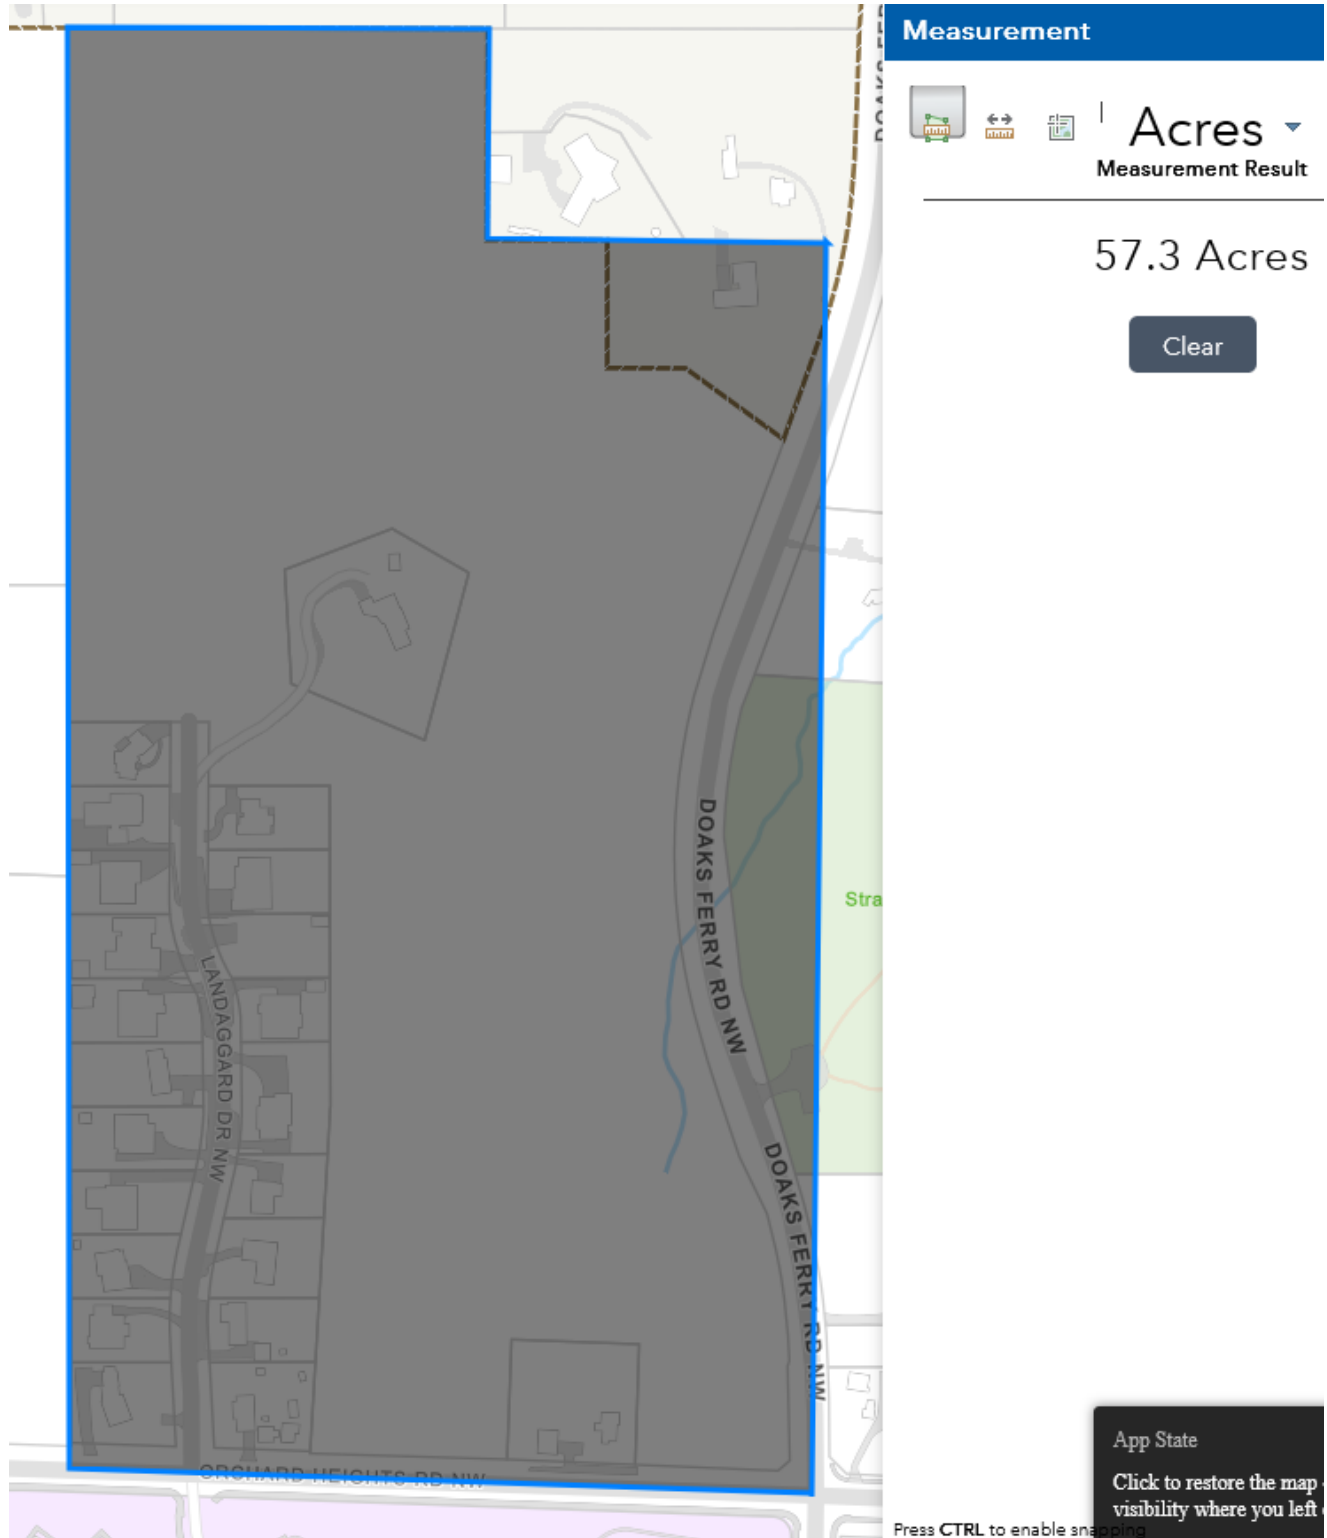 Measurement
Acres
Measurement Result
57.3 Acres
Clear
DOAKS FER
Stra
DOAKS FERRY RD NW
LANDAGGARD DR NW
DOAKS FERRY RD NW
ORCHARD HEIGHTS RD NW
App State
Click to restore the map
visibility where you left
Press CTRL to enable snapping